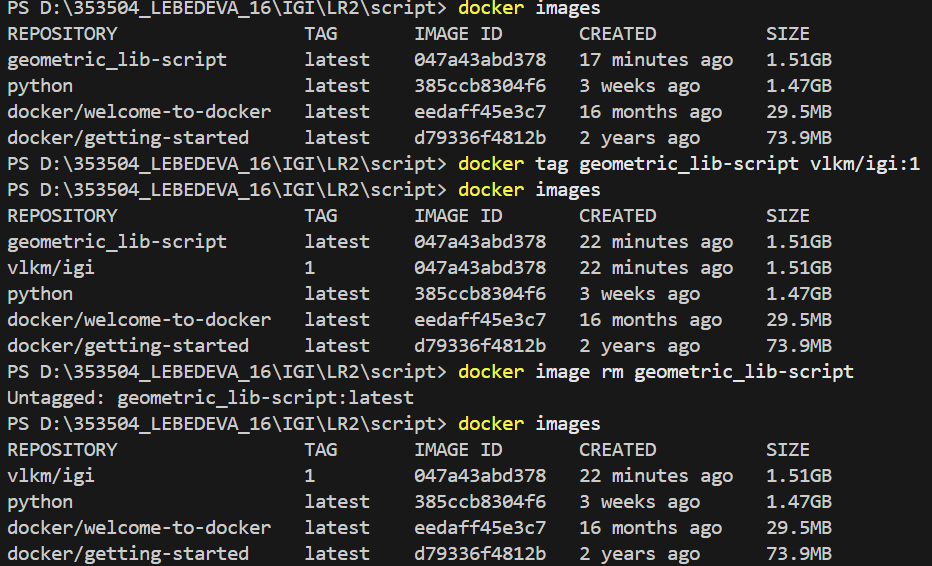 PS D:\353504_LEBEDEVA_16\IGI\LR2\script> docker images
REPOSITORY                 TAG       IMAGE ID       CREATED          SIZE
geometric_lib-script       latest    047a43abd378   17 minutes ago   1.51GB
python                     latest    385ccb8304f6   3 weeks ago      1.47GB
docker/welcome-to-docker   latest    eedaff45e3c7   16 months ago    29.5MB
docker/getting-started     latest    d79336f4812b   2 years ago      73.9MB
PS D:\353504_LEBEDEVA_16\IGI\LR2\script> docker tag geometric_lib-script vlkm/igi:1
PS D:\353504_LEBEDEVA_16\IGI\LR2\script> docker images
REPOSITORY                 TAG       IMAGE ID       CREATED          SIZE
geometric_lib-script       latest    047a43abd378   22 minutes ago   1.51GB
vlkm/igi                   1         047a43abd378   22 minutes ago   1.51GB
python                     latest    385ccb8304f6   3 weeks ago      1.47GB
docker/welcome-to-docker   latest    eedaff45e3c7   16 months ago    29.5MB
docker/getting-started     latest    d79336f4812b   2 years ago      73.9MB
PS D:\353504_LEBEDEVA_16\IGI\LR2\script> docker image rm geometric_lib-script
Untagged: geometric_lib-script:latest
PS D:\353504_LEBEDEVA_16\IGI\LR2\script> docker images
REPOSITORY                 TAG       IMAGE ID       CREATED          SIZE
vlkm/igi                   1         047a43abd378   22 minutes ago   1.51GB
python                     latest    385ccb8304f6   3 weeks ago      1.47GB
docker/welcome-to-docker   latest    eedaff45e3c7   16 months ago    29.5MB
docker/getting-started     latest    d79336f4812b   2 years ago      73.9MB